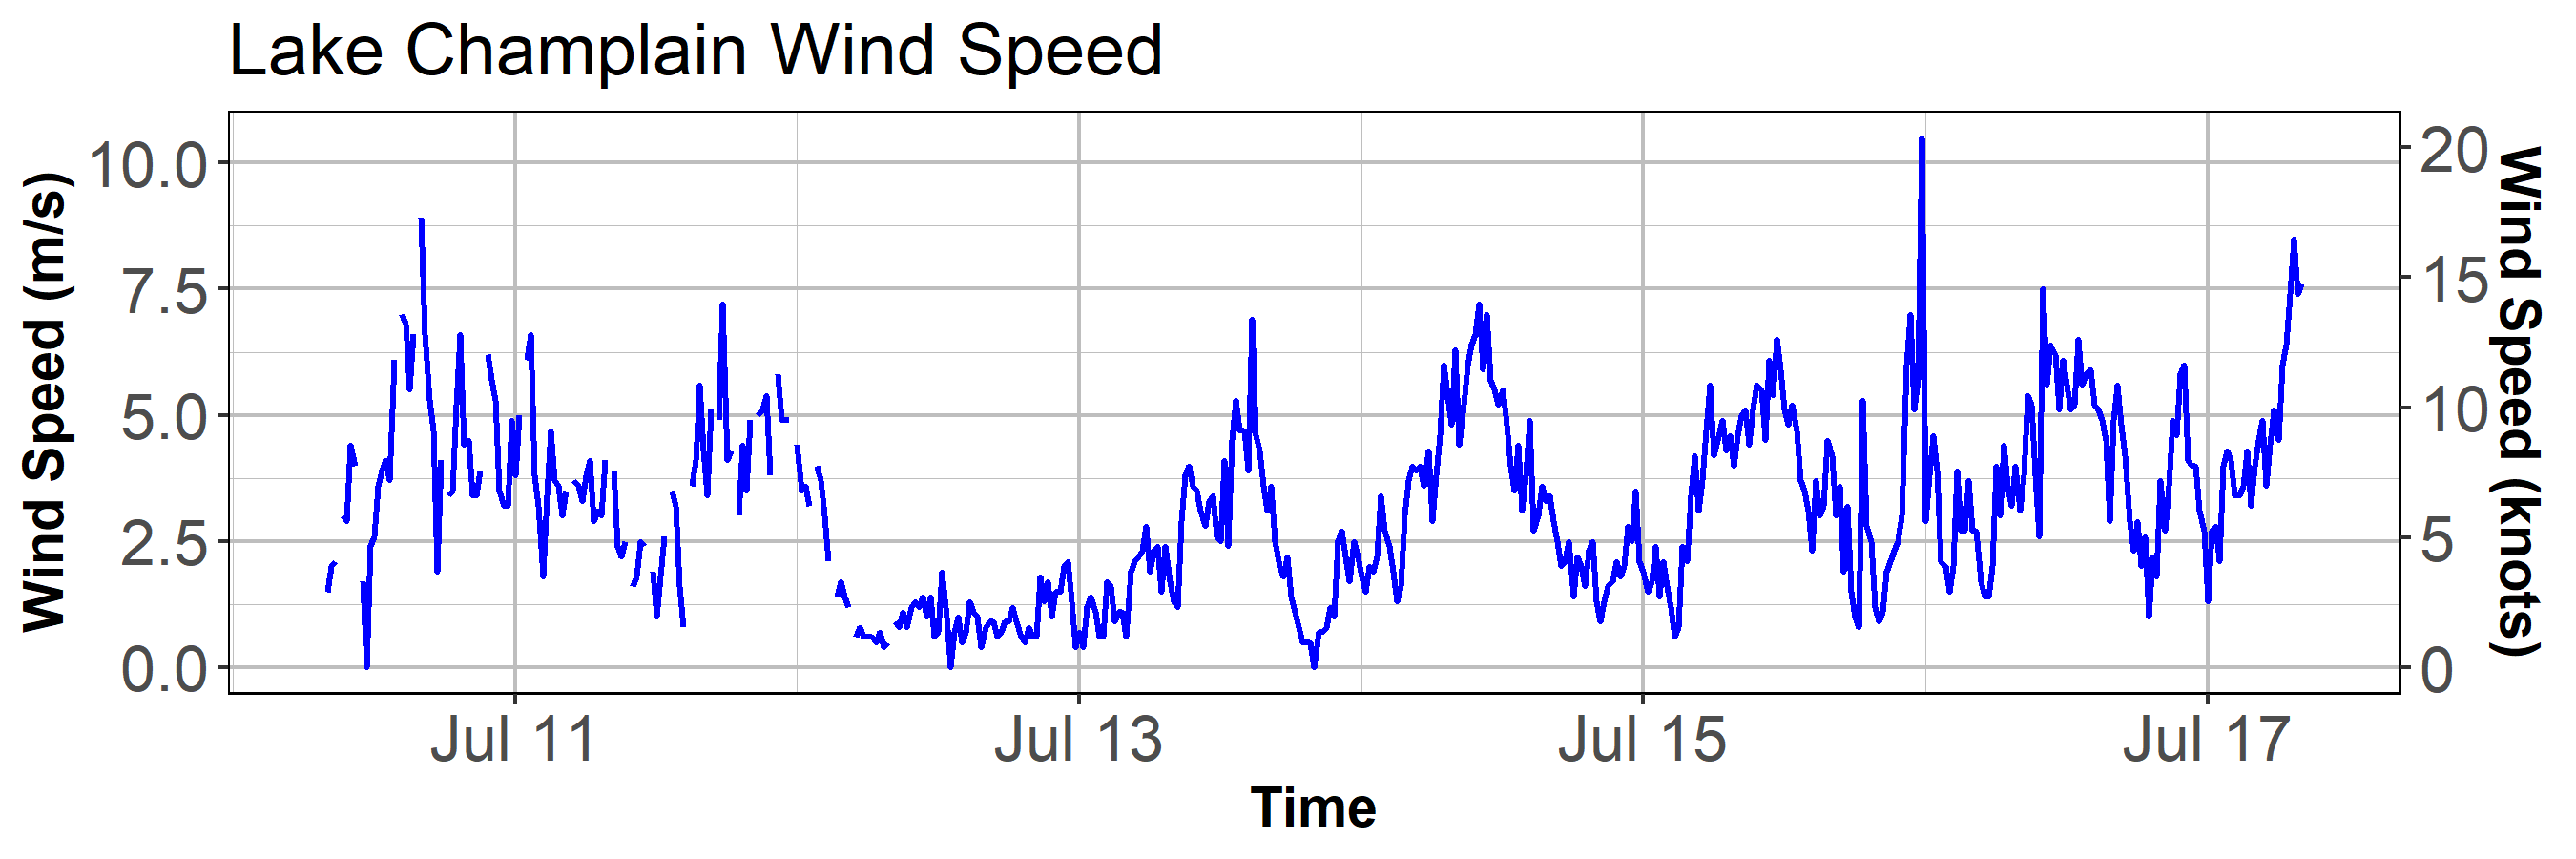 Lake Champlain Wind Speed
Wind Speed (m/s)
10.0
7.5
5.0
2.5
0.0
20
15
10
5
0
Wind Speed (knots)
Jul 11
Jul 13
Jul 15
Jul 17
Time